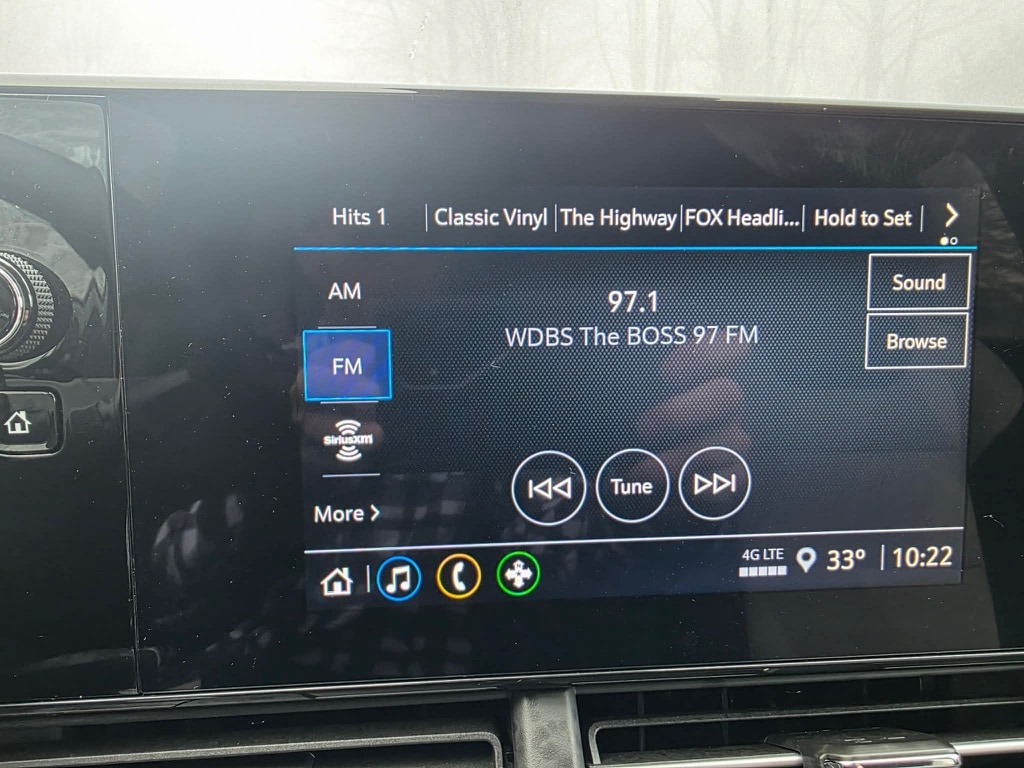 Hits 1 Classic Vinyl The Highway FOX Headli... Hold to Set
AM
97.1
Sound
WDBS The BOSS 97 FM
Browse
FM
SiriusXM
Tune
More
4G LTE
33° 10:22